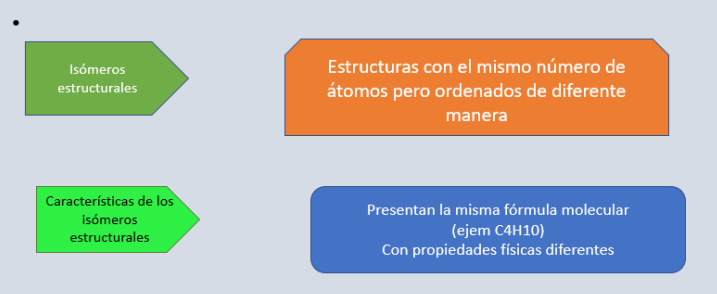 Isómeros
estructurales
Estructuras con el mismo número de
átomos pero ordenados de diferente
manera
Características de los
isómeros
estructurales
Presentan la misma fórmula molecular
(ejem C4H10)
Con propiedades físicas diferentes